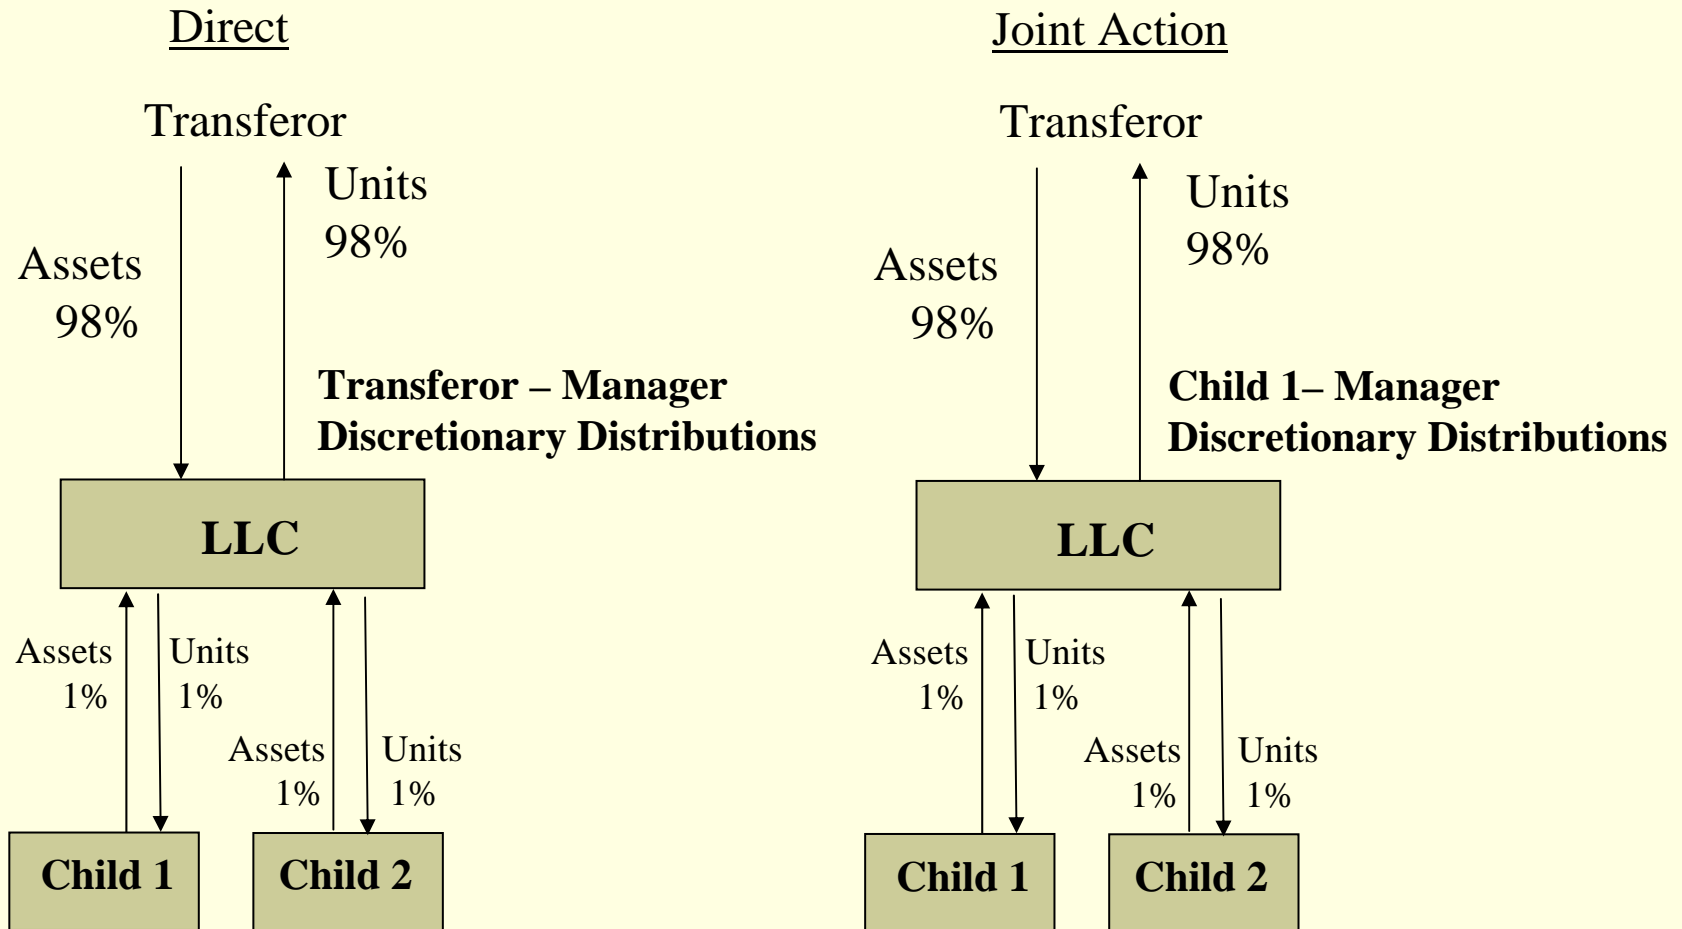 Direct
Transferor
Units
98%
Assets
98%
Transferor – Manager
Discretionary Distributions
LLC
Assets
1%
Units
1%
Assets
1%
Units
1%
Child 1
Child 2
Joint Action
Transferor
Units
98%
Assets
98%
Child 1– Manager
Discretionary Distributions
LLC
Assets
1%
Units
1%
Assets
1%
Units
1%
Child 1
Child 2